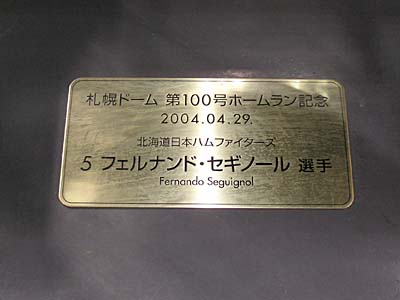 札幌ドーム 第100号ホームラン記念
2004.04.29.
北海道日本ハムファイターズ
5 フェルナンド・セギノール 選手
Fernando Seguignol